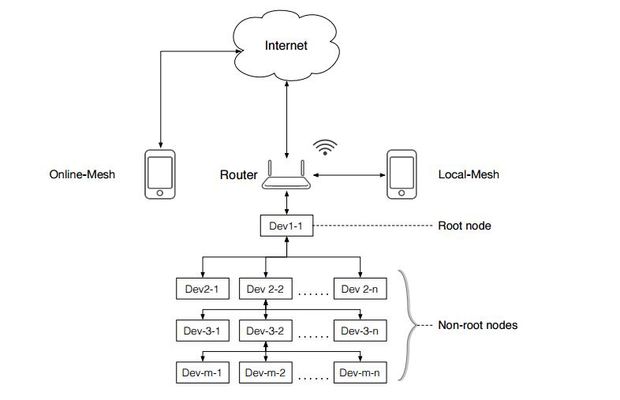 Internet
Online-Mesh
Router
Local-Mesh
Dev1-1
Root node
Dev2-1
Dev 2-2
......
Dev 2-n
Non-root nodes
Dev-3-1
Dev-3-2
......
Dev-3-n
Dev-m-1
Dev-m-2
......
Dev-m-n